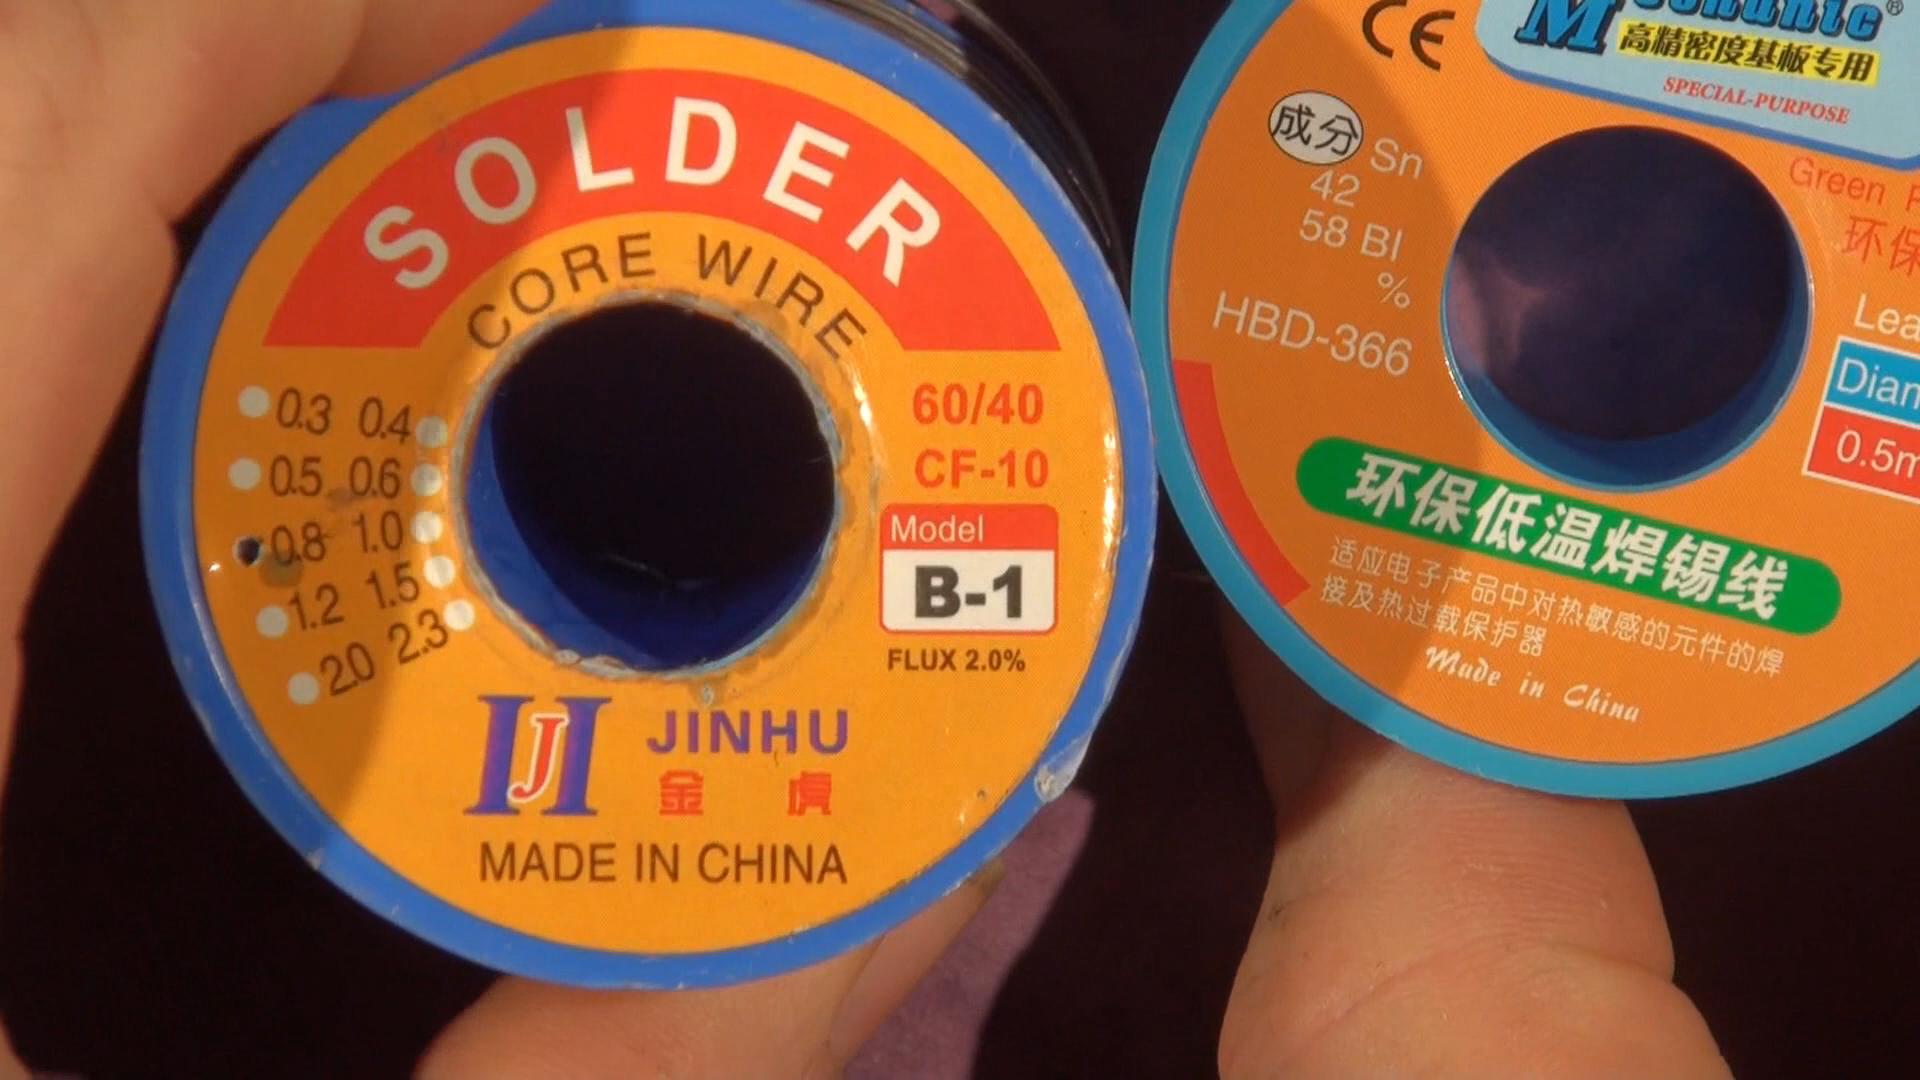 SOLDER
CORE WIRE
0.3 0.4
0.5 0.6
0.8 1.0
1.2 1.5
2.0 2.3
60/40
CF-10
Model
B-1
FLUX 2.0%
JINHU
金虎
MADE IN CHINA
CE
高精密度基板专用
SPECIAL-PURPOSE
成分 Sn
42
58 BI
%
HBD-366
Green
环保
环保低温焊锡线
适应电子产品中对热敏感的元件的焊
接及热过载保护器
Made in China
0.5m